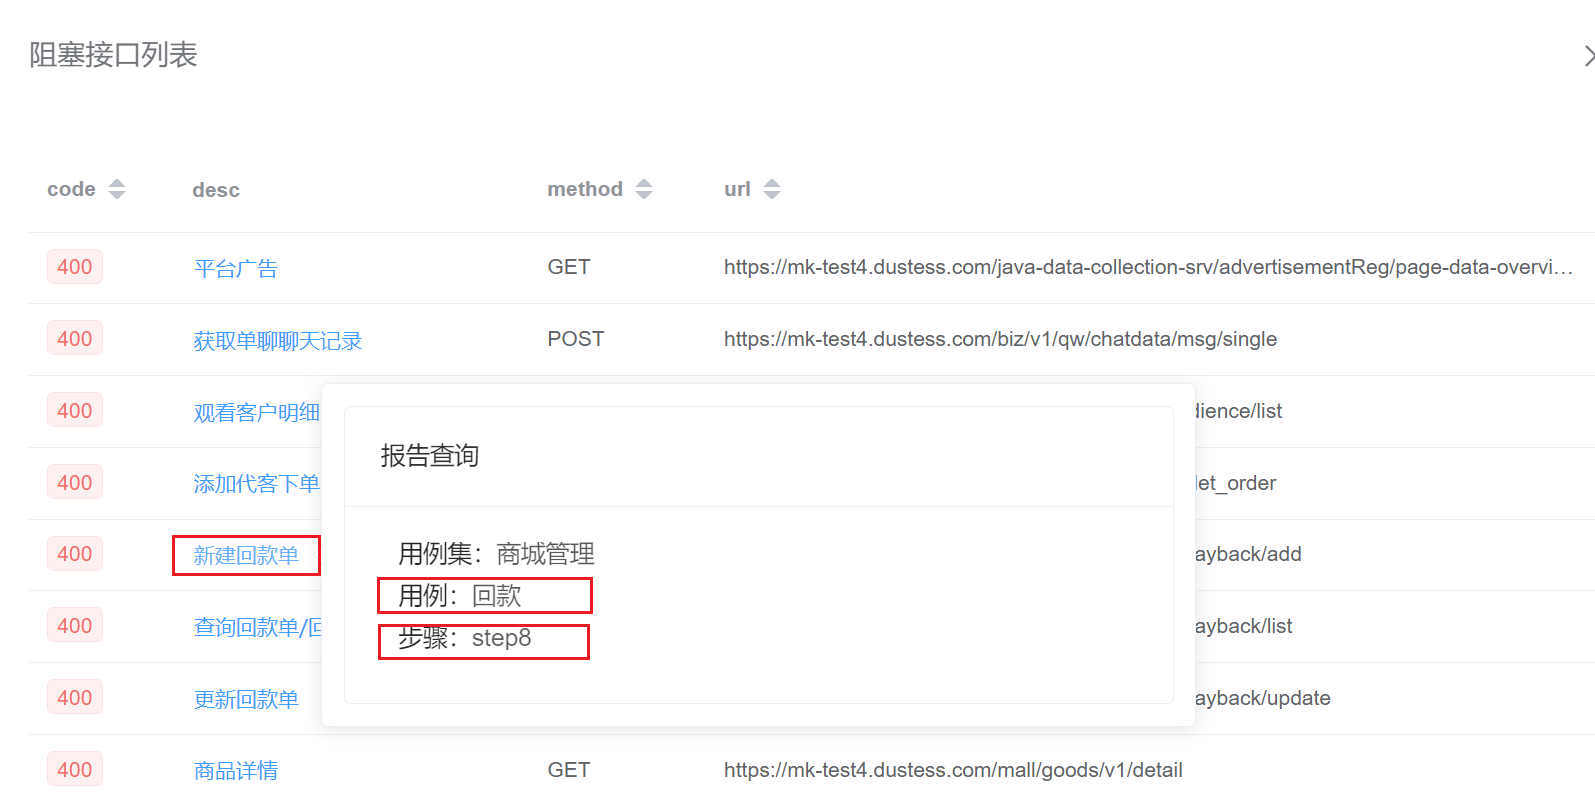 阻塞接口列表
code desc method url
400 平台广告 GET https://mk-test4.dustess.com/java-data-collection-srv/advertisementReg/page-data-overvi…
400 获取单聊聊天记录 POST https://mk-test4.dustess.com/biz/v1/qw/chatdata/msg/single
400 观看客户明细 dience/list
报告查询
400 添加代客下单 let_order
用例集：商城管理
400 新建回款单 ayback/add
用例：回款
400 查询回款单/回 ayback/list
步骤：step8
400 更新回款单 ayback/update
400 商品详情 GET https://mk-test4.dustess.com/mall/goods/v1/detail